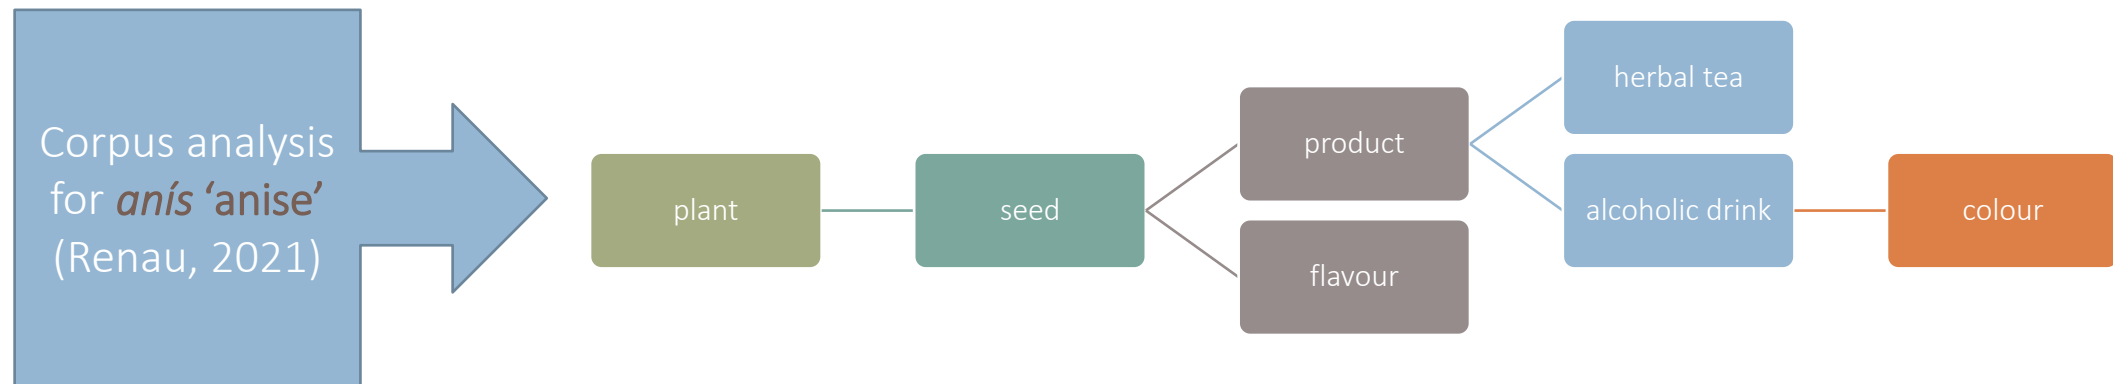 Corpus analysis
for anís ‘anise’
(Renau, 2021)
plant
seed
product
flavour
herbal tea
alcoholic drink
colour